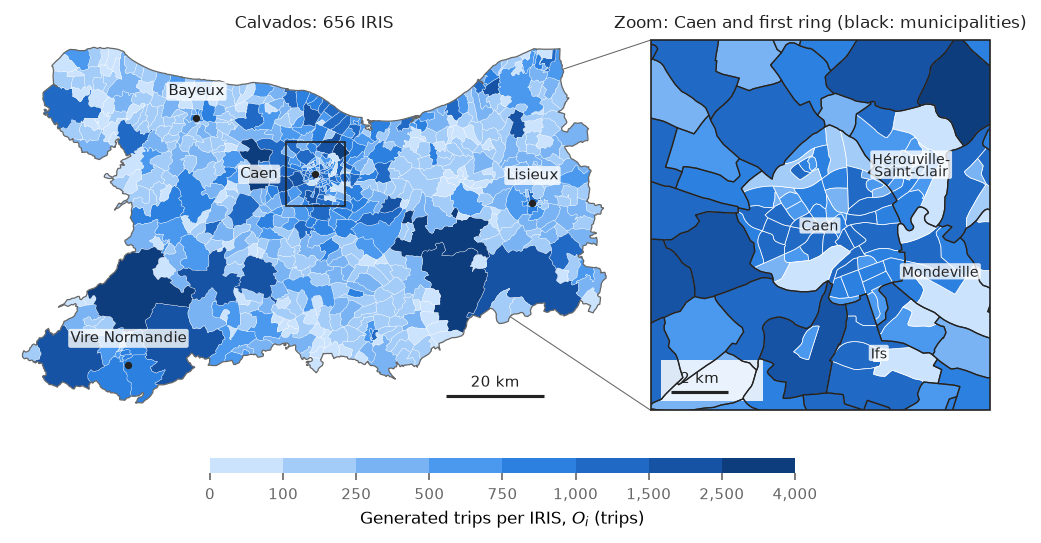 Calvados: 656 IRIS
Zoom: Caen and first ring (black: municipalities)
Bayeux
Caen
Lisieux
Vire Normandie
20 km
Hérouville-
Saint-Clair
Caen
Mondeville
Ifs
2 km
0 100 250 500 750 1,000 1,500 2,500 4,000
Generated trips per IRIS, Oᵢ (trips)